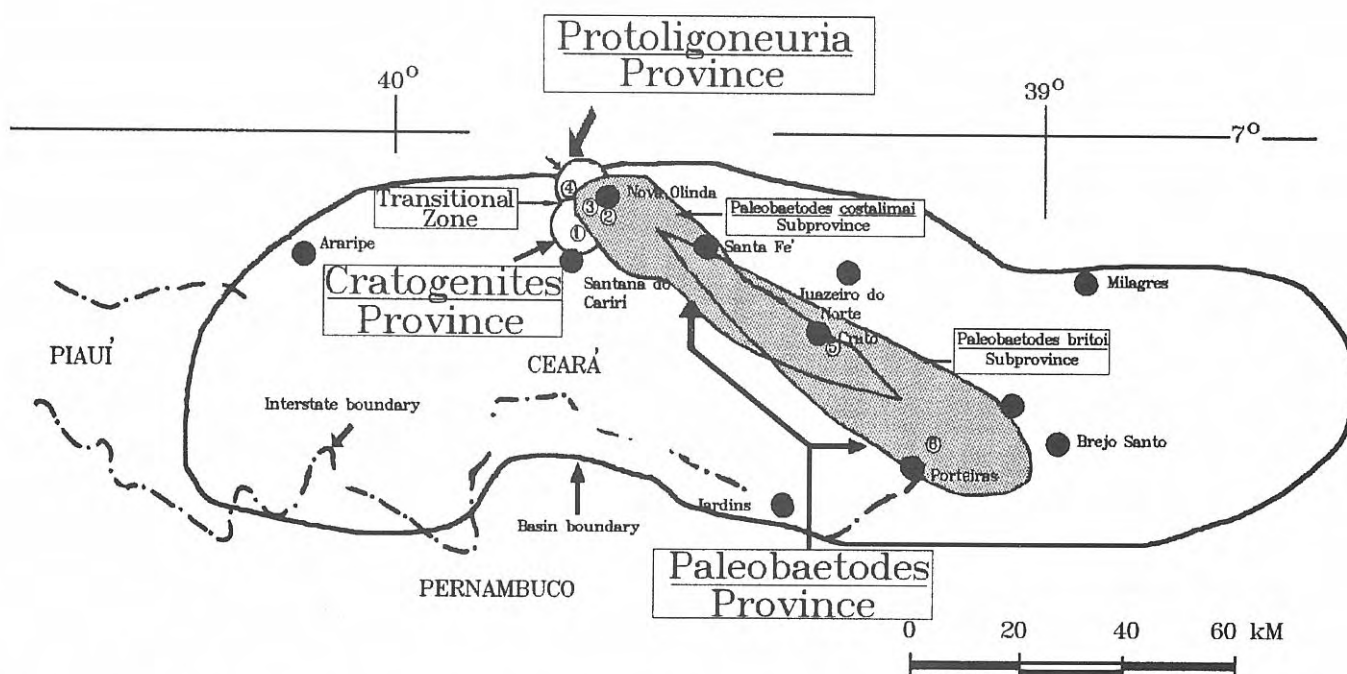 Protoligoneuria
Province
40°
39°
7°
④
Nova Olinda
Transitional
Zone
③
②
Paleobaetodes costalimai
Subprovince
①
Araripe
Santa Fe'
Cratogenites
Province
Santana do
Cariri
Juazeiro do
Norte
Milagres
Crato
⑤
PIAUÍ
CEARÁ
Paleobaetodes britoi
Subprovince
Interstate boundary
⑥
Brejo Santo
Porteiras
Jardins
Basin boundary
Paleobaetodes
Province
PERNAMBUCO
0 20 40 60 kM